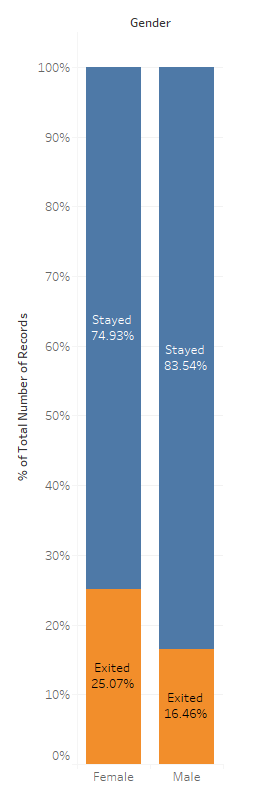 Gender
% of Total Number of Records
100%
90%
80%
70%
60%
50%
40%
30%
20%
10%
0%
Stayed
74.93%
Exited
25.07%
Stayed
83.54%
Exited
16.46%
Female
Male